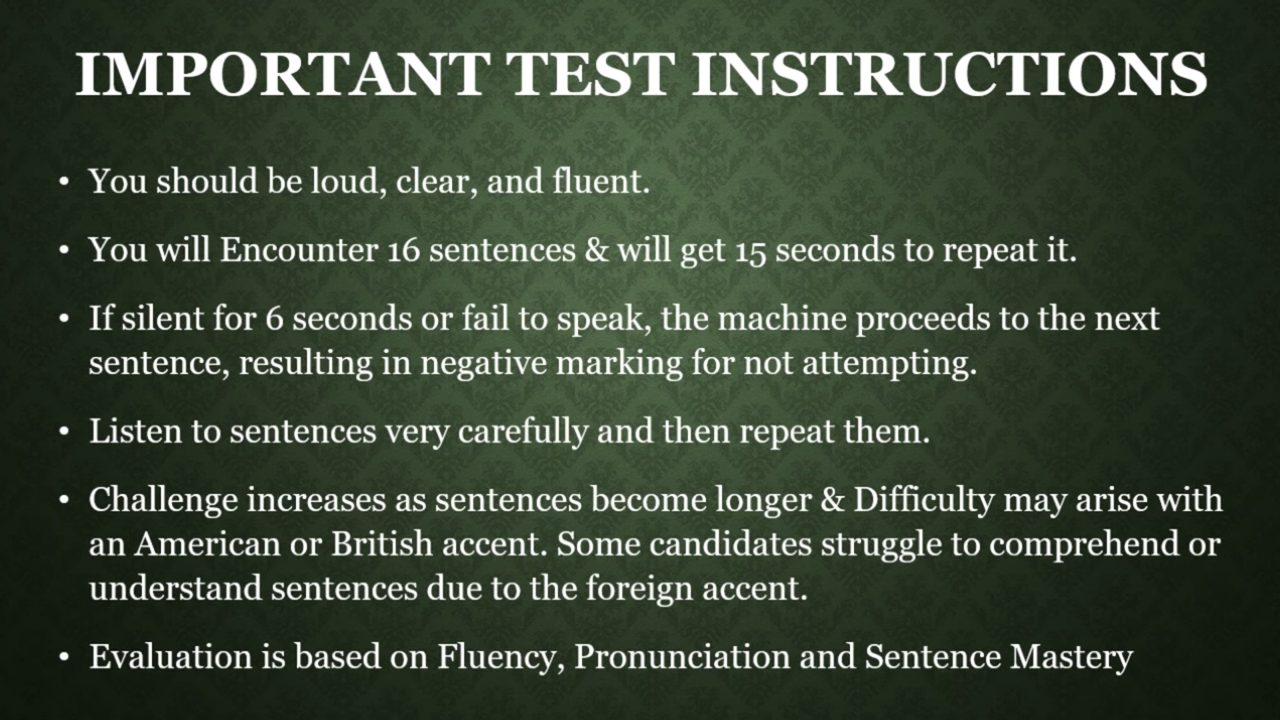 IMPORTANT TEST INSTRUCTIONS
• You should be loud, clear, and fluent.
• You will Encounter 16 sentences & will get 15 seconds to repeat it.
• If silent for 6 seconds or fail to speak, the machine proceeds to the next
sentence, resulting in negative marking for not attempting.
• Listen to sentences very carefully and then repeat them.
• Challenge increases as sentences become longer & Difficulty may arise with
an American or British accent. Some candidates struggle to comprehend or
understand sentences due to the foreign accent.
• Evaluation is based on Fluency, Pronunciation and Sentence Mastery